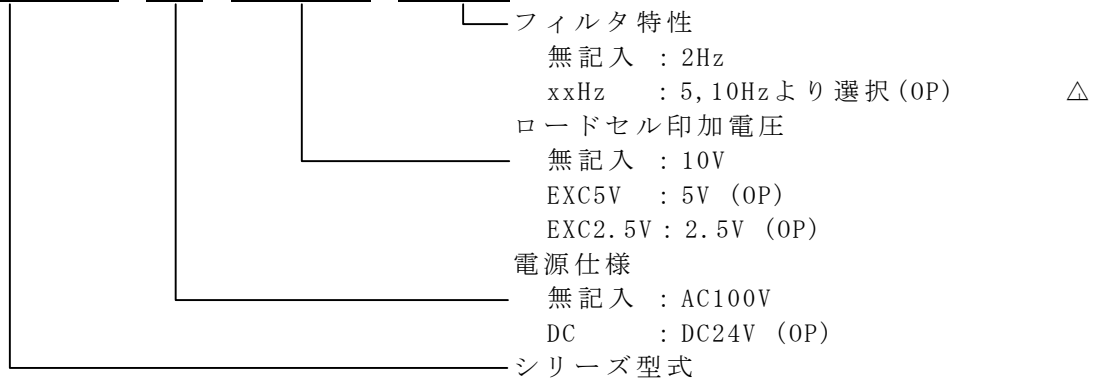 フィルタ特性
無記入 : 2Hz
xxHz : 5,10Hzより選択(OP) △1
ロードセル印加電圧
無記入 : 10V
EXC5V : 5V (OP)
EXC2.5V : 2.5V (OP)
電源仕様
無記入 : AC100V
DC : DC24V (OP)
シリーズ型式